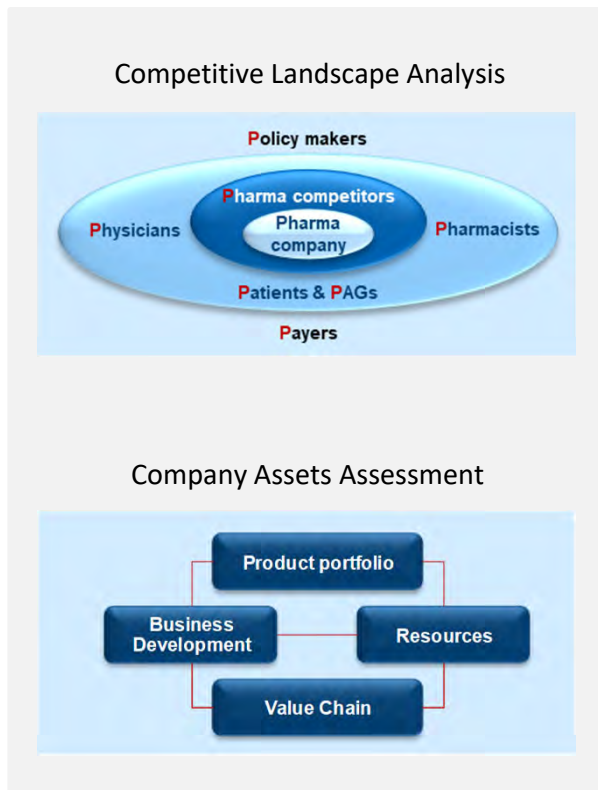 Competitive Landscape Analysis
Policy makers
Pharma competitors
Physicians
Pharma
company
Pharmacists
Patients & PAGs
Payers
Company Assets Assessment
Product portfolio
Business
Development
Resources
Value Chain